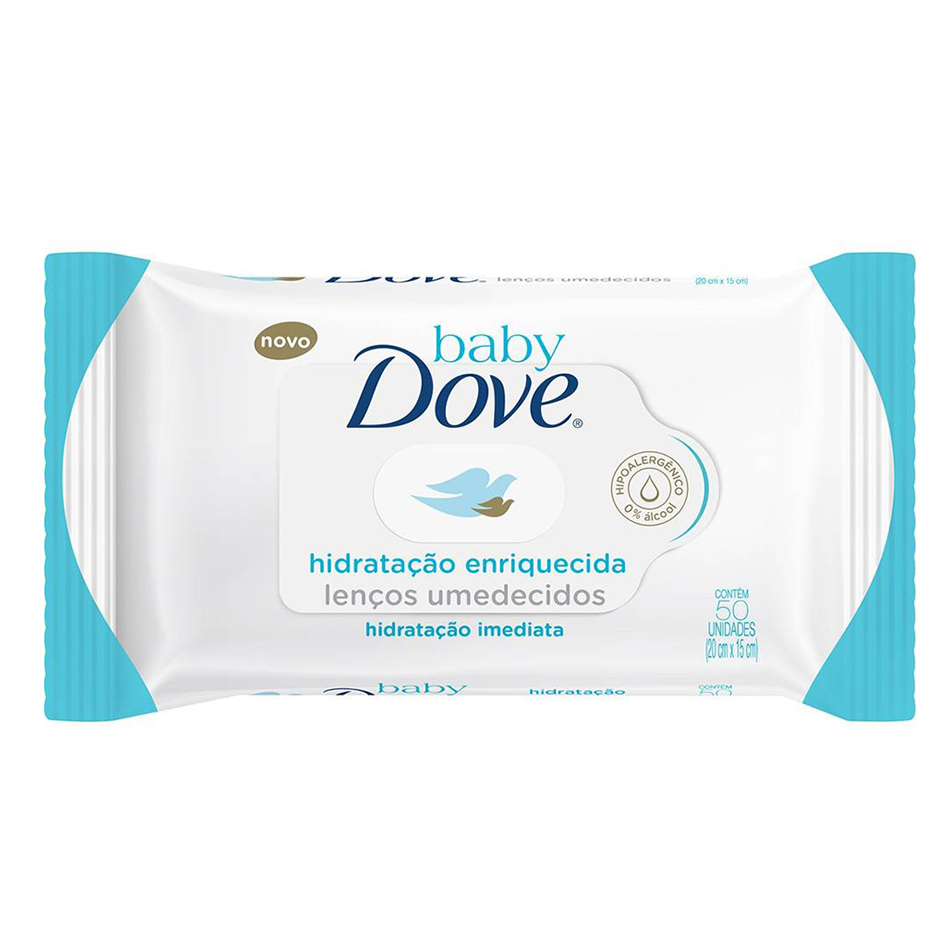 Dove® lenços umedecidos (20 cm x 15 cm)
novo
baby
Dove®
HIPOALERGÊNICO
0% álcool
hidratação enriquecida
lenços umedecidos
hidratação imediata
CONTÉM
50
UNIDADES
(20 cm x 15 cm)
baby
hidratação
CONTÉM
50